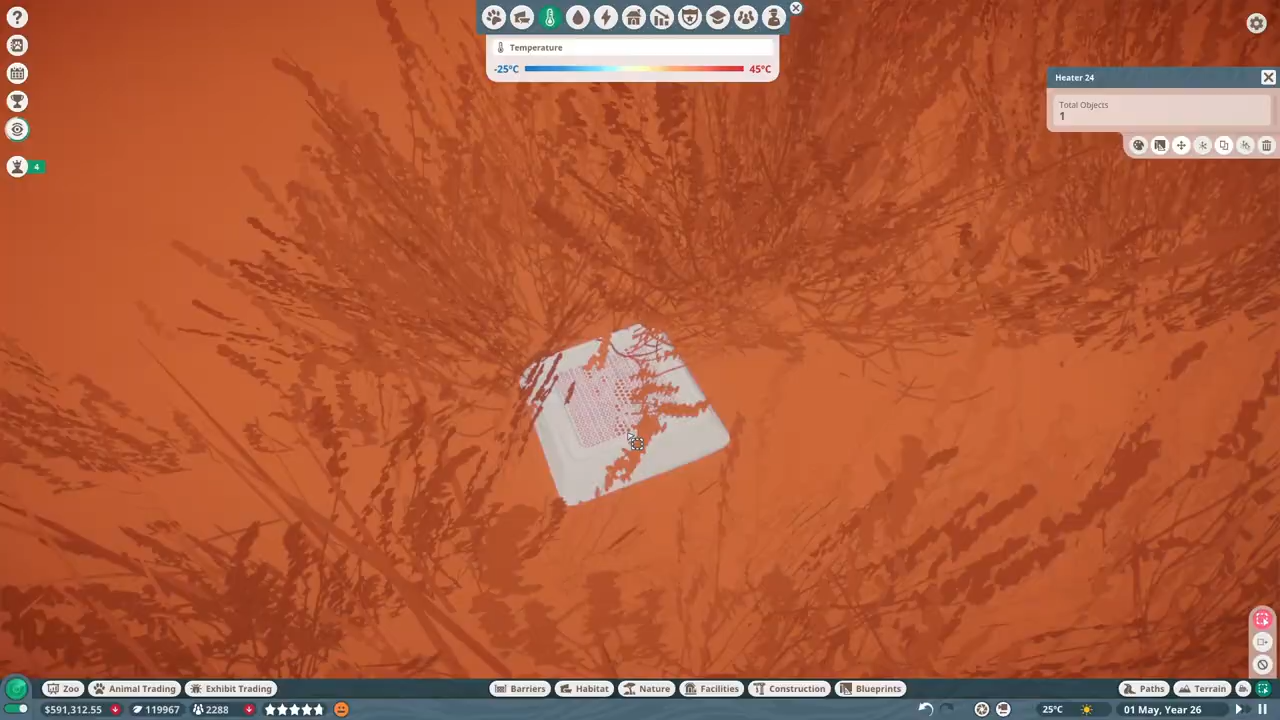 Temperature
-25°C
45°C
Heater 24
Total Objects
1
4
Zoo
Animal Trading
Exhibit Trading
Barriers
Habitat
Nature
Facilities
Construction
Blueprints
Paths
Terrain
$591,312.55
119967
2288
25°C
01 May, Year 26